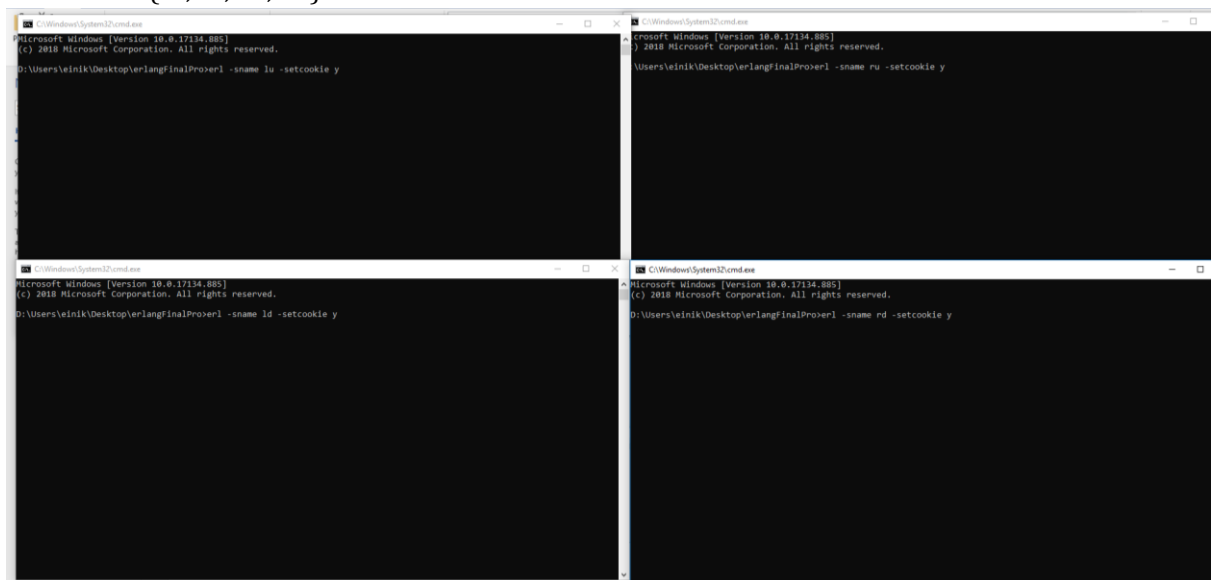 C:\Windows\System32\cmd.exe
Microsoft Windows [Version 10.0.17134.885]
(c) 2018 Microsoft Corporation. All rights reserved.
D:\Users\einik\Desktop\erlangFinalPro>erl -sname lu -setcookie y
C:\Windows\System32\cmd.exe
icrosoft Windows [Version 10.0.17134.885]
) 2018 Microsoft Corporation. All rights reserved.
:\Users\einik\Desktop\erlangFinalPro>erl -sname ru -setcookie y
C:\Windows\System32\cmd.exe
Microsoft Windows [Version 10.0.17134.885]
(c) 2018 Microsoft Corporation. All rights reserved.
D:\Users\einik\Desktop\erlangFinalPro>erl -sname ld -setcookie y
C:\Windows\System32\cmd.exe
Microsoft Windows [Version 10.0.17134.885]
(c) 2018 Microsoft Corporation. All rights reserved.
D:\Users\einik\Desktop\erlangFinalPro>erl -sname rd -setcookie y